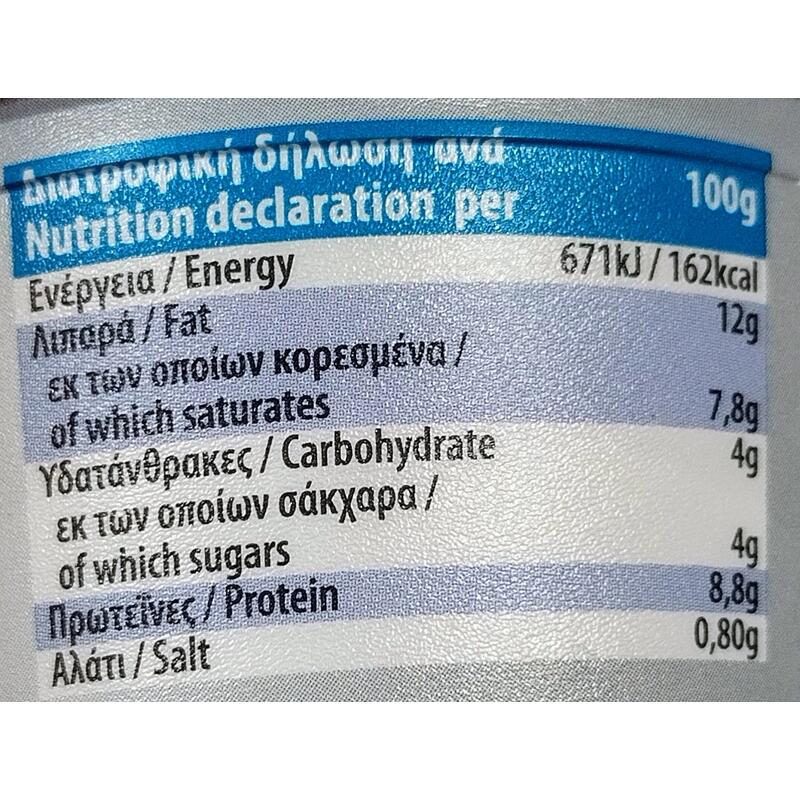 Διατροφική δήλωση ανά
Nutrition declaration per 100g
Ενέργεια / Energy 671kJ / 162kcal
Λιπαρά / Fat 12g
εκ των οποίων κορεσμένα /
of which saturates 7,8g
Υδατάνθρακες / Carbohydrate 4g
εκ των οποίων σάκχαρα /
of which sugars 4g
Πρωτεΐνες / Protein 8,8g
Αλάτι / Salt 0,80g